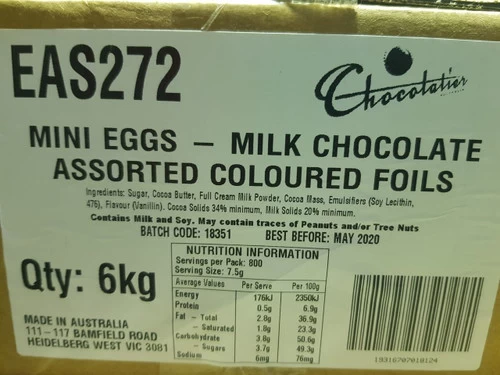 EAS272
Chocolatier
MINI EGGS – MILK CHOCOLATE
ASSORTED COLOURED FOILS
Ingredients: Sugar, Cocoa Butter, Full Cream Milk Powder, Cocoa Mass, Emulsifiers (Soy Lecithin,
476), Flavour (Vanillin). Cocoa Solids 34% minimum, Milk Solids 20% minimum.
Contains Milk and Soy. May contain traces of Peanuts and/or Tree Nuts
BATCH CODE: 18351 BEST BEFORE: MAY 2020
Qty: 6kg
MADE IN AUSTRALIA
111-117 BAMFIELD ROAD
HEIDELBERG WEST VIC 3081
NUTRITION INFORMATION
Servings per Pack: 800
Serving Size: 7.5g
Average Values Per Serve Per 100g
Energy 176kJ 2350kJ
Protein 0.5g 6.9g
Fat – Total 2.8g 36.9g
– Saturated 1.8g 23.3g
Carbohydrate 3.8g 50.6g
– Sugars 3.7g 49.3g
Sodium 6mg 76mg
19316707018124